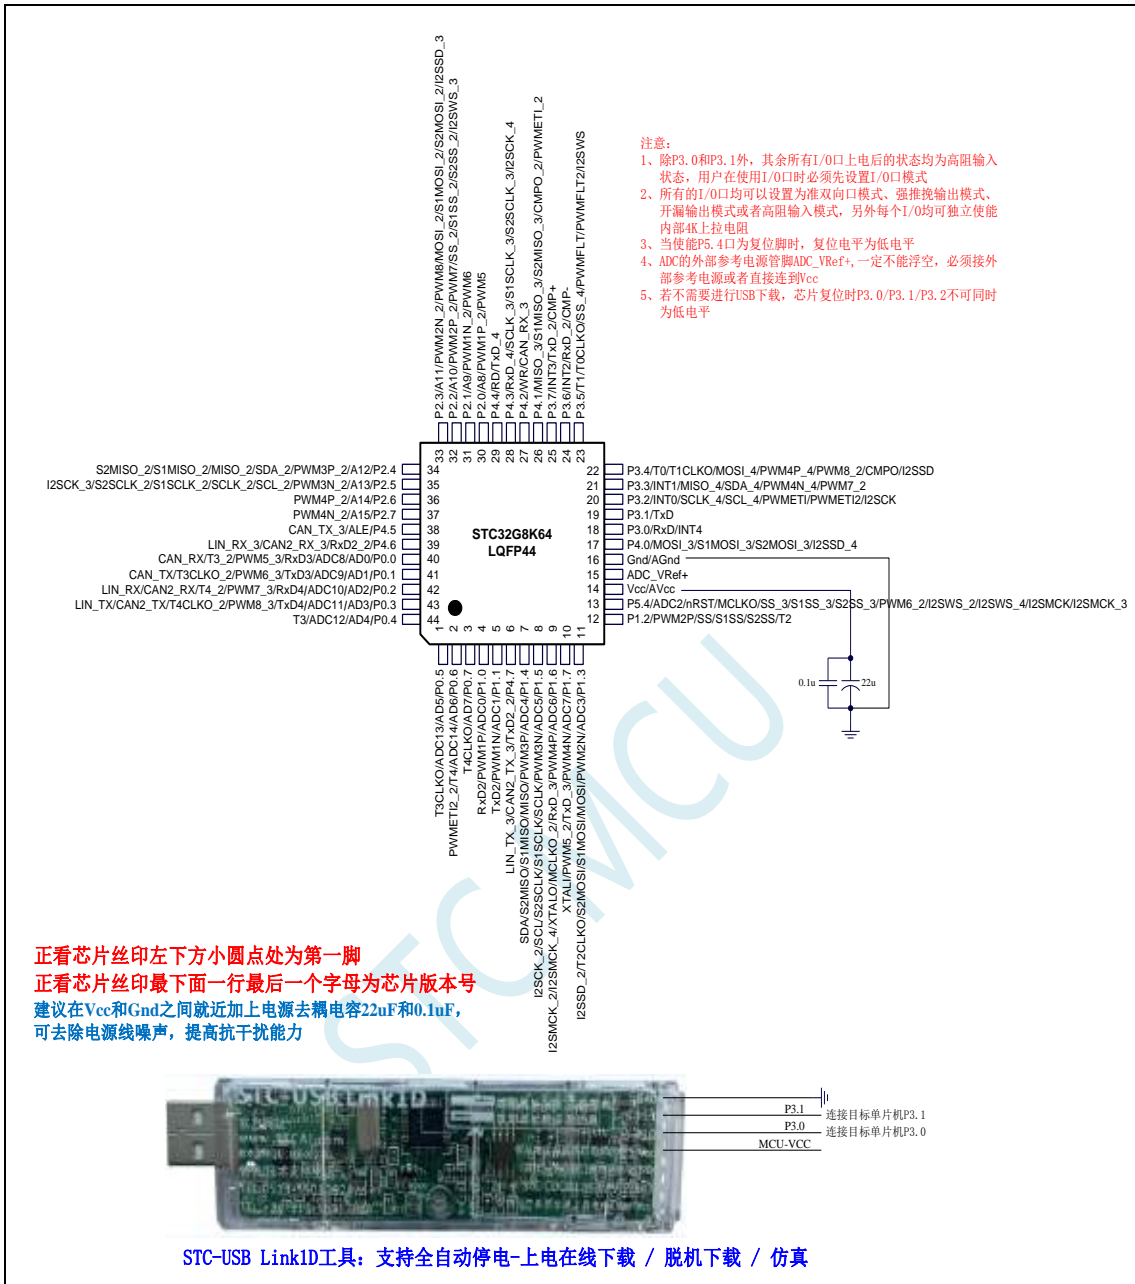 P2.3/A11/PWM2N_2/PWM8/MOSI_2/S1MOSI_2/S2MOSI_2/I2SSD_3
P2.2/A10/PWM2P_2/PWM7/SS_2/S1SS_2/S2SS_2/I2SWS_3
P2.1/A9/PWM1N_2/PWM6
P2.0/A8/PWM1P_2/PWM5
P4.4/RD/TxD_4
P4.3/RxD_4/SCLK_3/S1SCLK_3/S2SCLK_3/I2SCK_4
P4.2/WR/CAN_RX_3
P4.1/MISO_3/S1MISO_3/S2MISO_3/CMPO_2/PWMETI_2
P3.7/INT3/TxD_2/CMP+
P3.6/INT2/RxD_2/CMP-
P3.5/T1/T0CLKO/SS_4/PWMFLT/PWMFLT2/I2SWS
注意：
1、除P3.0和P3.1外，其余所有I/O口上电后的状态均为高阻输入
状态，用户在使用I/O口时必须先设置I/O口模式
2、所有的I/O口均可以设置为准双向口模式、强推挽输出模式、
开漏输出模式或者高阻输入模式，另外每个I/O均可独立使能
内部4K上拉电阻
3、当使能P5.4口为复位脚时，复位电平为低电平
4、ADC的外部参考电源管脚ADC_VRef+,一定不能浮空，必须接外
部参考电源或者直接连到Vcc
5、若不需要进行USB下载，芯片复位时P3.0/P3.1/P3.2不可同时
为低电平
33 32 31 30 29 28 27 26 25 24 23
S2MISO_2/S1MISO_2/MISO_2/SDA_2/PWM3P_2/A12/P2.4 34
I2SCK_3/S2SCLK_2/S1SCLK_2/SCLK_2/SCL_2/PWM3N_2/A13/P2.5 35
PWM4P_2/A14/P2.6 36
PWM4N_2/A15/P2.7 37
CAN_TX_3/ALE/P4.5 38
LIN_RX_3/CAN2_RX_3/RxD2_2/P4.6 39
CAN_RX/T3_2/PWM5_3/RxD3/ADC8/AD0/P0.0 40
CAN_TX/T3CLKO_2/PWM6_3/TxD3/ADC9/AD1/P0.1 41
LIN_RX/CAN2_RX/T4_2/PWM7_3/RxD4/ADC10/AD2/P0.2 42
LIN_TX/CAN2_TX/T4CLKO_2/PWM8_3/TxD4/ADC11/AD3/P0.3 43
T3/ADC12/AD4/P0.4 44
STC32G8K64
LQFP44
22 P3.4/T0/T1CLKO/MOSI_4/PWM4P_4/PWM8_2/CMPO/I2SSD
21 P3.3/INT1/MISO_4/SDA_4/PWM4N_4/PWM7_2
20 P3.2/INT0/SCLK_4/SCL_4/PWMETI/PWMETI2/I2SCK
19 P3.1/TxD
18 P3.0/RxD/INT4
17 P4.0/MOSI_3/S1MOSI_3/S2MOSI_3/I2SSD_4
16 Gnd/AGnd
15 ADC_VRef+
14 Vcc/AVcc
13 P5.4/ADC2/nRST/MCLKO/SS_3/S1SS_3/S2SS_3/PWM6_2/I2SWS_2/I2SWS_4/I2SMCK/I2SMCK_3
12 P1.2/PWM2P/SS/S1SS/S2SS/T2
1 2 3 4 5 6 7 8 9 10 11
T3CLKO/ADC13/AD5/P0.5
PWMETI2_2/T4/ADC14/AD6/P0.6
T4CLKO/AD7/P0.7
RxD2/PWM1P/ADC0/P1.0
TxD2/PWM1N/ADC1/P1.1
LIN_TX_3/CAN2_TX_3/TxD2_2/P4.7
SDA/S2MISO/S1MISO/MISO/PWM3P/ADC4/P1.4
I2SCK_2/SCL/S2SCLK/S1SCLK/SCLK/PWM3N/ADC5/P1.5
I2SMCK_2/I2SMCK_4/XTALO/MCLKO_2/RxD_3/PWM4P/ADC6/P1.6
XTALI/PWM5_2/TxD_3/PWM4N/ADC7/P1.7
I2SSD_2/T2CLKO/S2MOSI/S1MOSI/MOSI/PWM2N/ADC3/P1.3
0.1u 22u
STC MCU
正看芯片丝印左下方小圆点处为第一脚
正看芯片丝印最下面一行最后一个字母为芯片版本号
建议在Vcc和Gnd之间就近加上电源去耦电容22uF和0.1uF,
可去除电源线噪声，提高抗干扰能力
STC-USB Link1D
P3.1 连接目标单片机P3.1
P3.0 连接目标单片机P3.0
MCU-VCC
STC-USB Link1D工具：支持全自动停电-上电在线下载 / 脱机下载 / 仿真